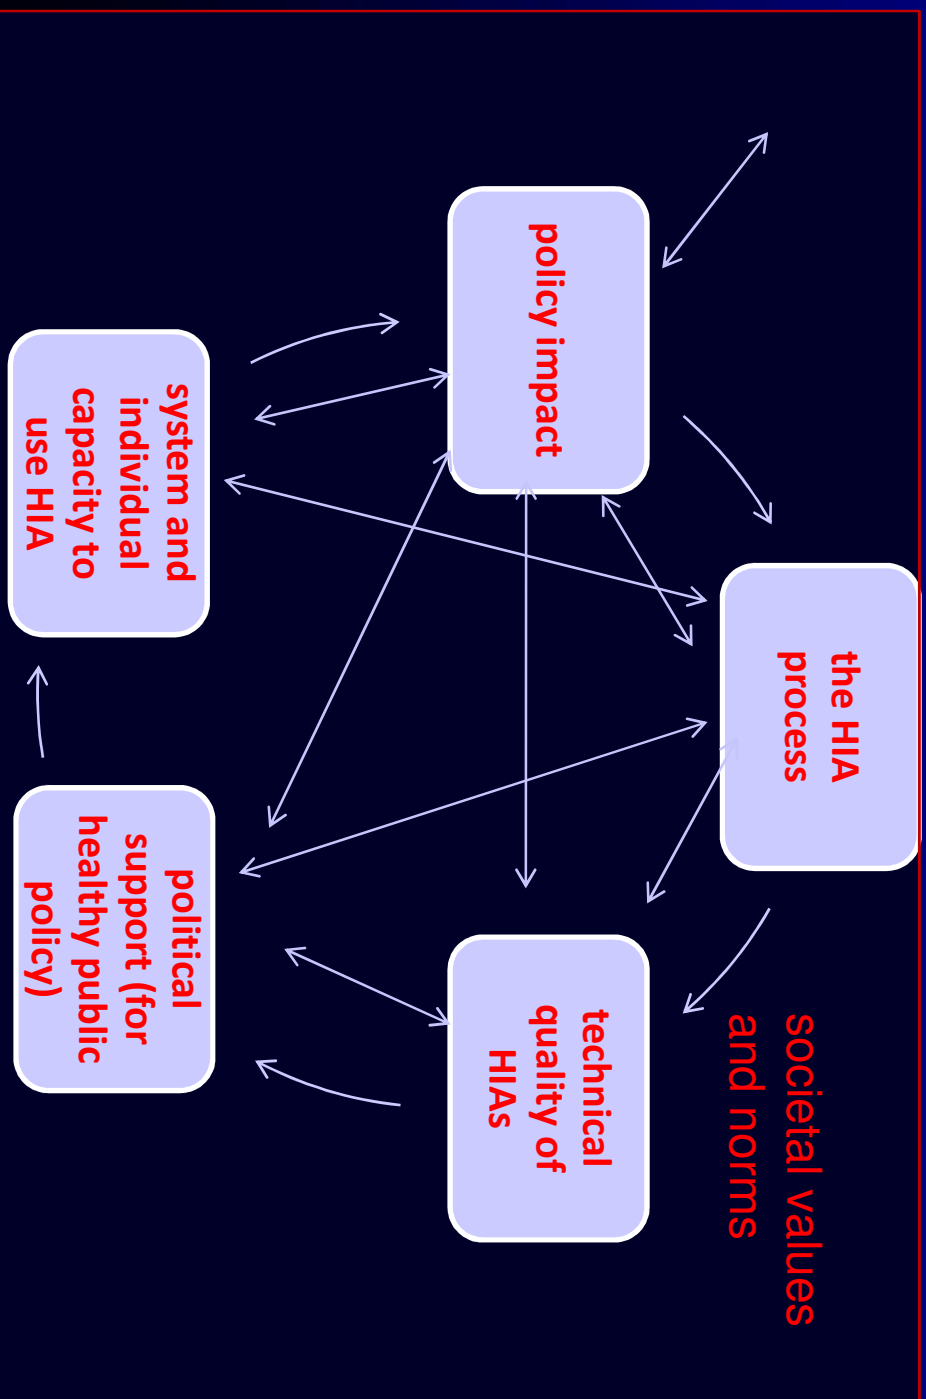 the HIA
process
societal values
and norms
policy impact
technical
quality of
HIAs
system and
individual
capacity to
use HIA
political
support (for
healthy public
policy)